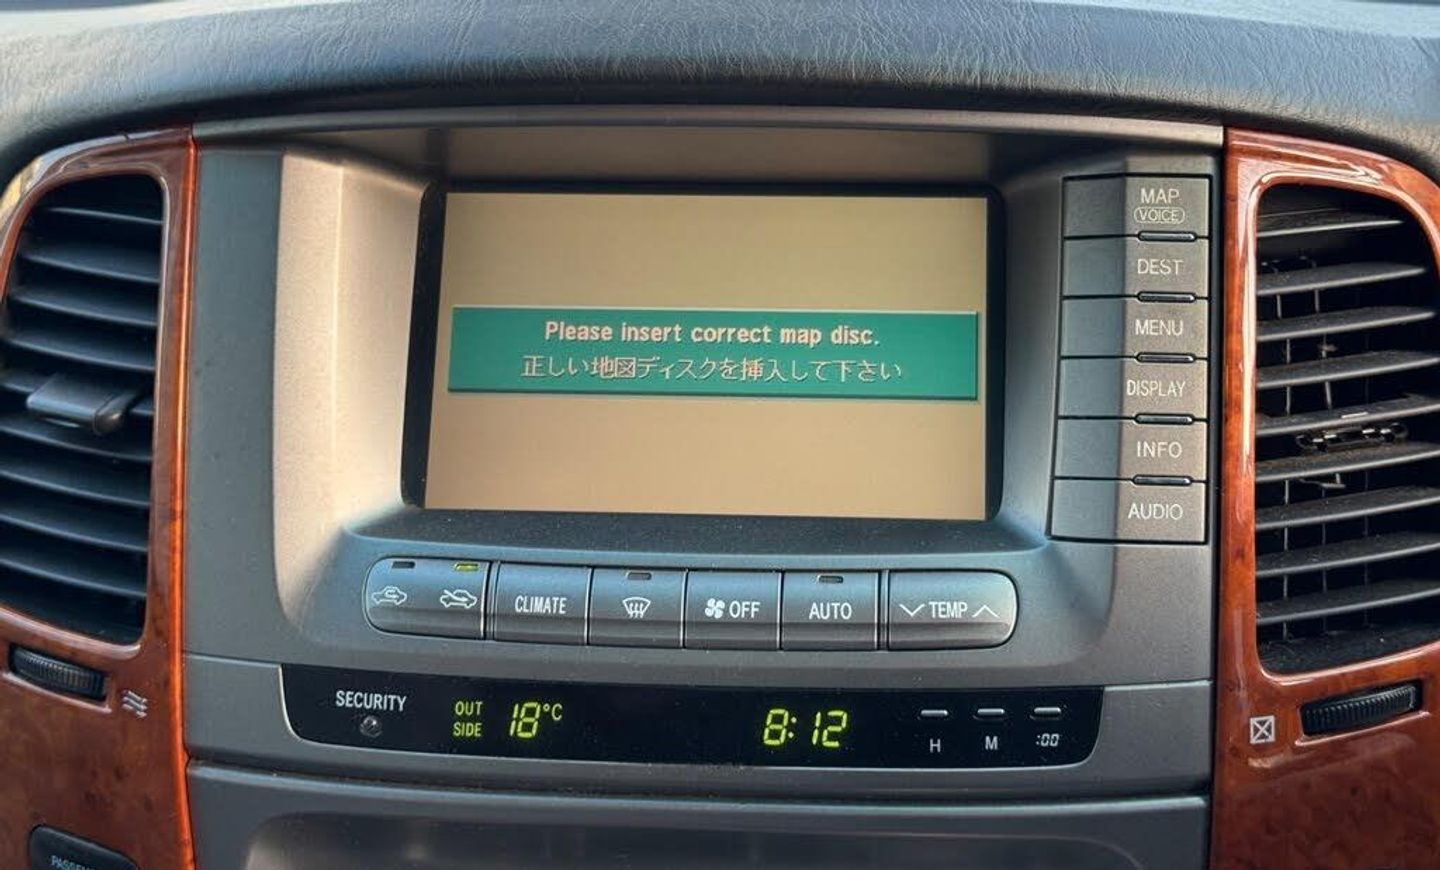 MAP
VOICE
DEST
Please insert correct map disc.
正しい地図ディスクを挿入して下さい
MENU
DISPLAY
INFO
AUDIO
CLIMATE
OFF
AUTO
TEMP
SECURITY
OUT
SIDE
18°C
8:12
H
M
:00